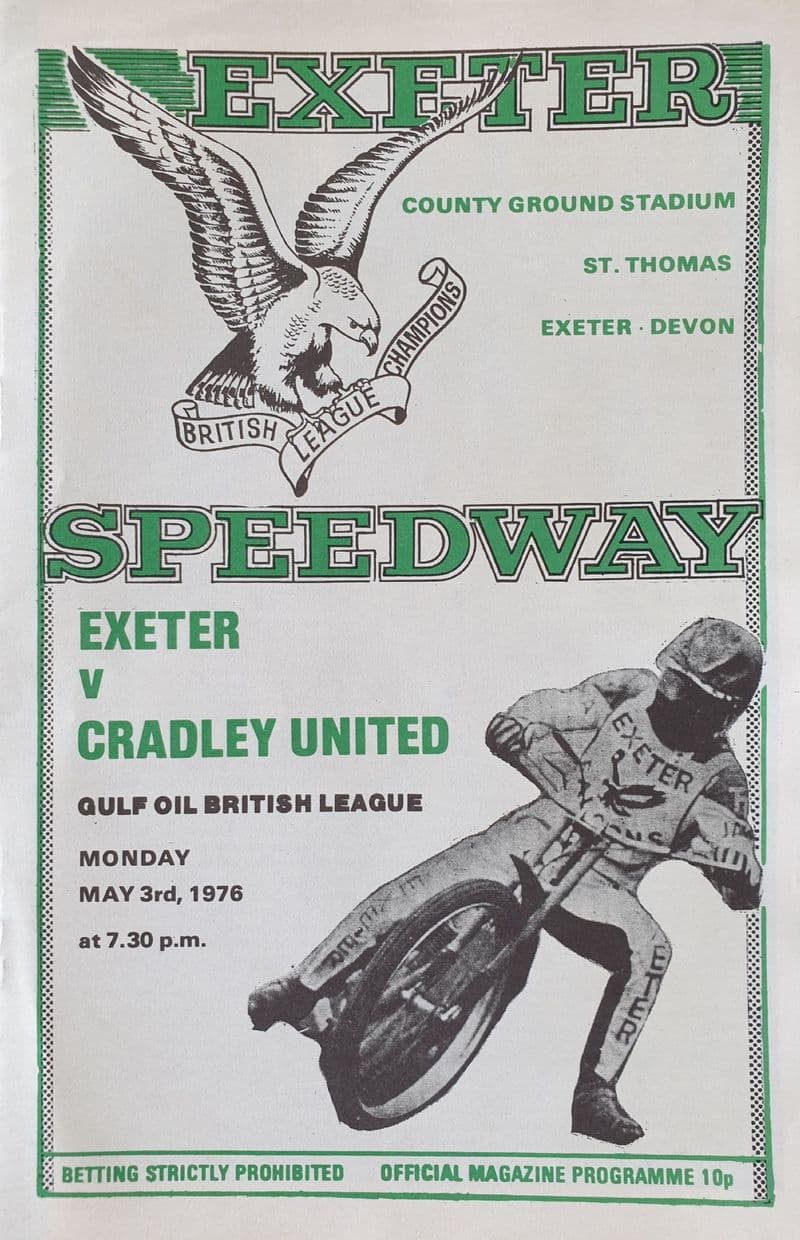 EXETER
COUNTY GROUND STADIUM
ST. THOMAS
EXETER · DEVON
BRITISH LEAGUE CHAMPIONS
SPEEDWAY
EXETER
V
CRADLEY UNITED
GULF OIL BRITISH LEAGUE
MONDAY
MAY 3rd, 1976
at 7.30 p.m.
EXETER
EXETER
BETTING STRICTLY PROHIBITED OFFICIAL MAGAZINE PROGRAMME 10p